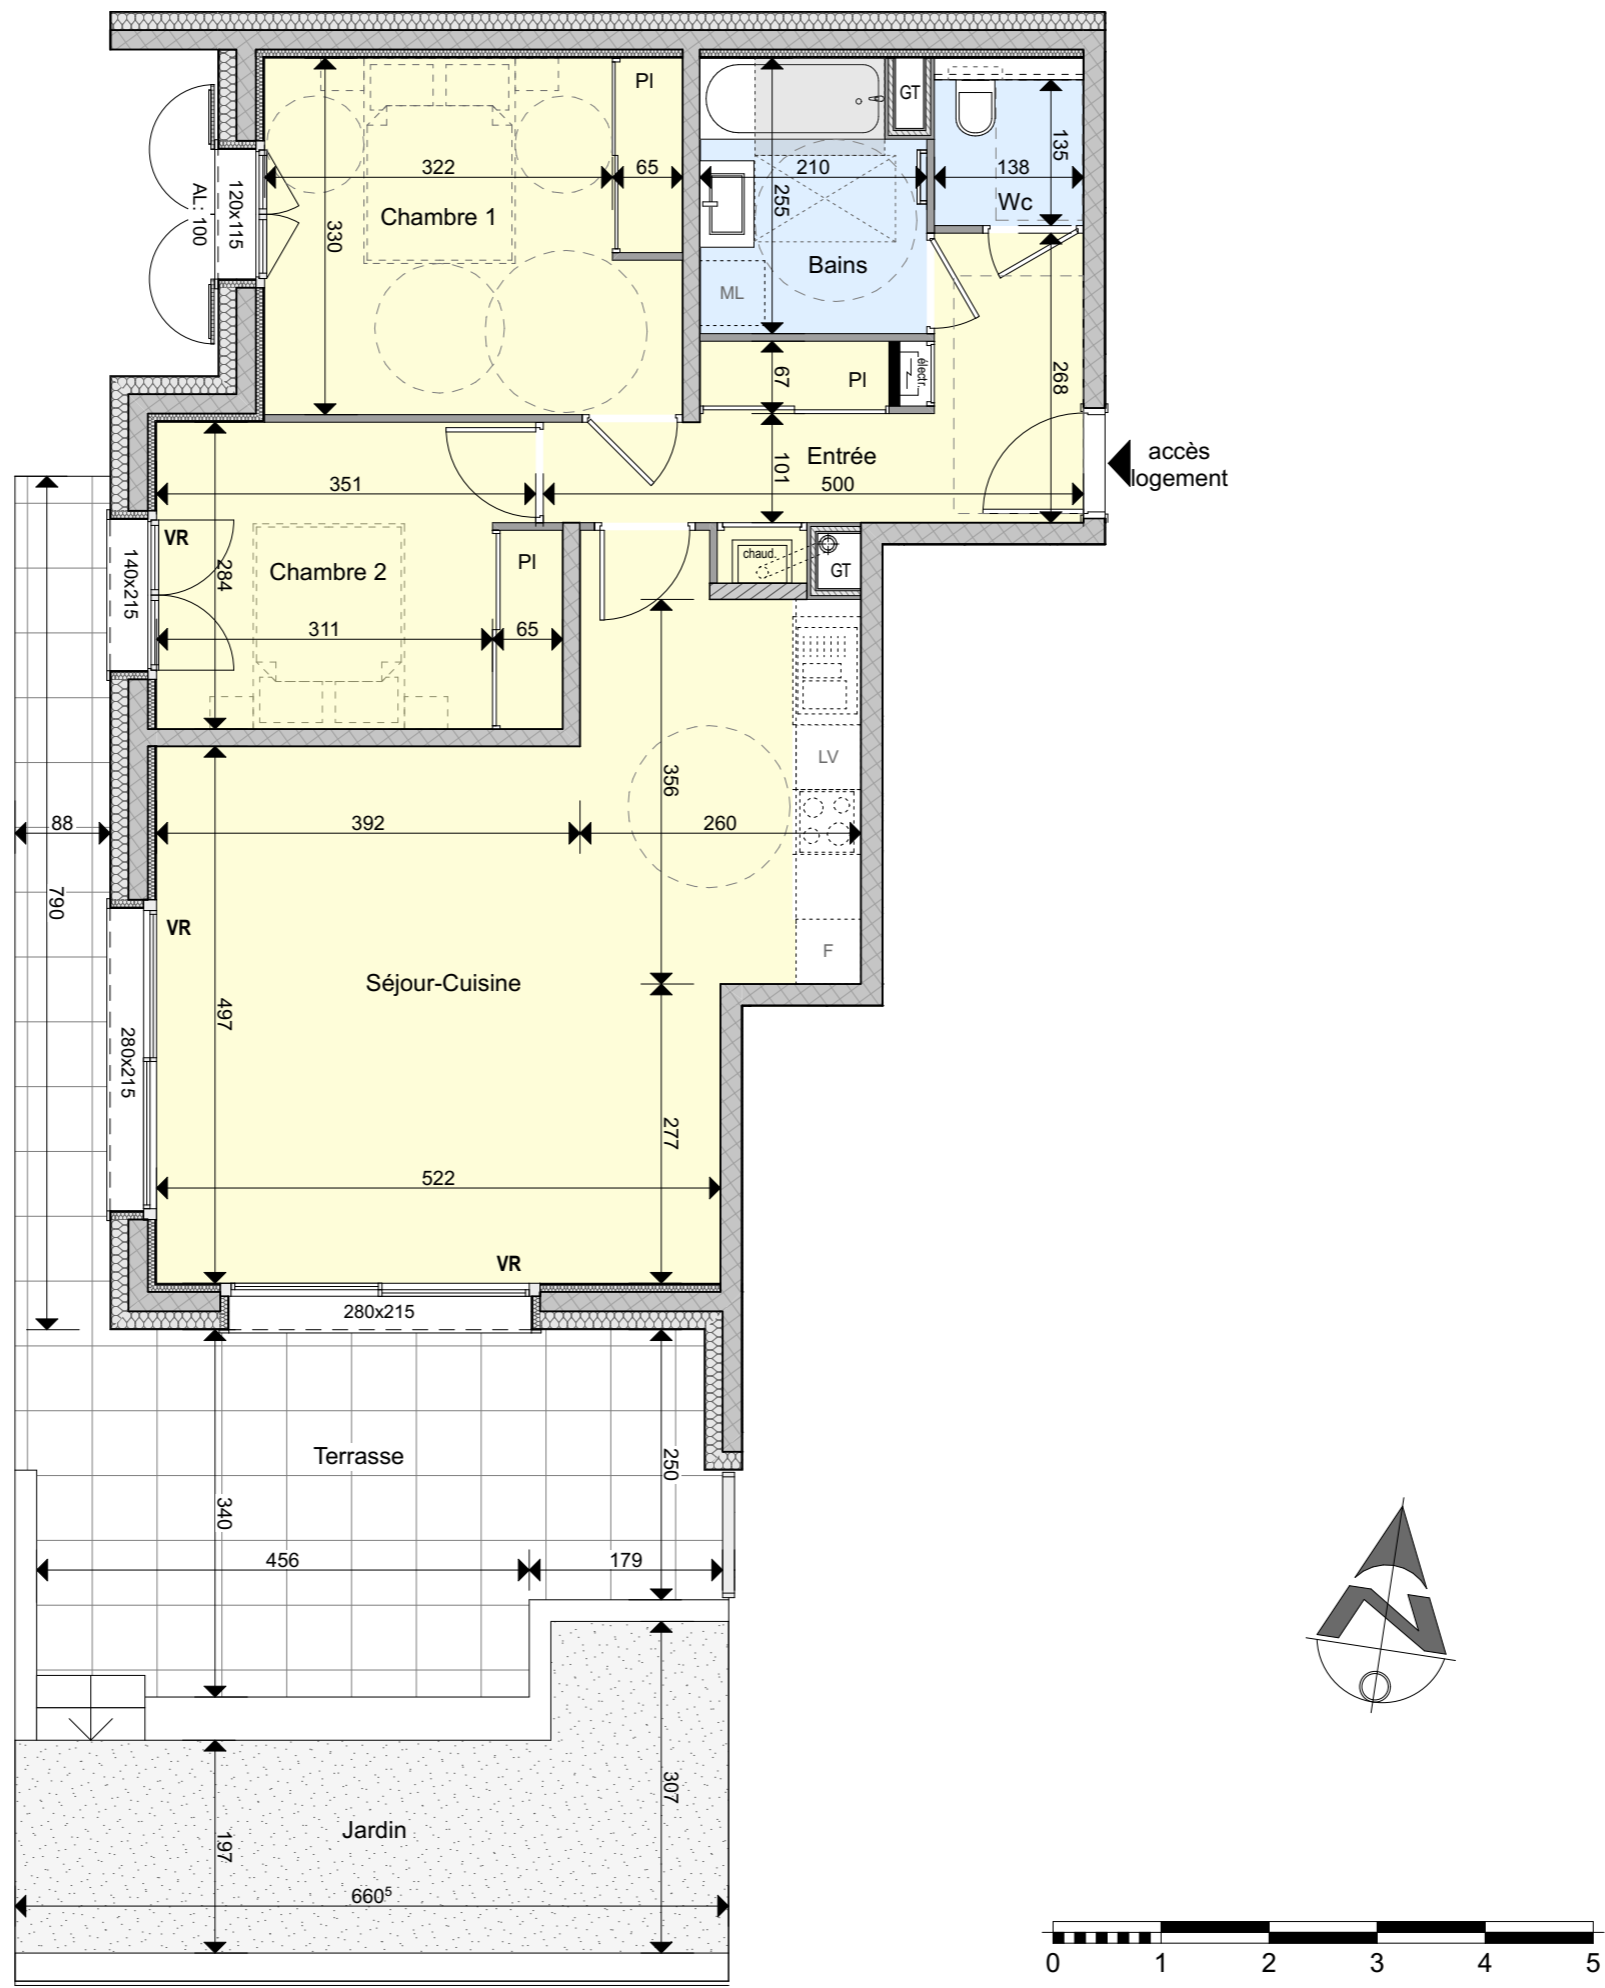 Pl
GT
322
65
210
138
135
120x115
AL: 100
Chambre 1
330
255
Wc
Bains
ML
67
Pl
électr.
268
Entrée
101
500
accès
logement
351
VR
140x215
Chambre 2
284
Pl
chaud.
GT
311
65
356
LV
88
392
260
790
VR
F
Séjour-Cuisine
497
280x215
277
522
VR
280x215
Terrasse
250
340
456
179
N
307
Jardin
197
660⁵
0 1 2 3 4 5